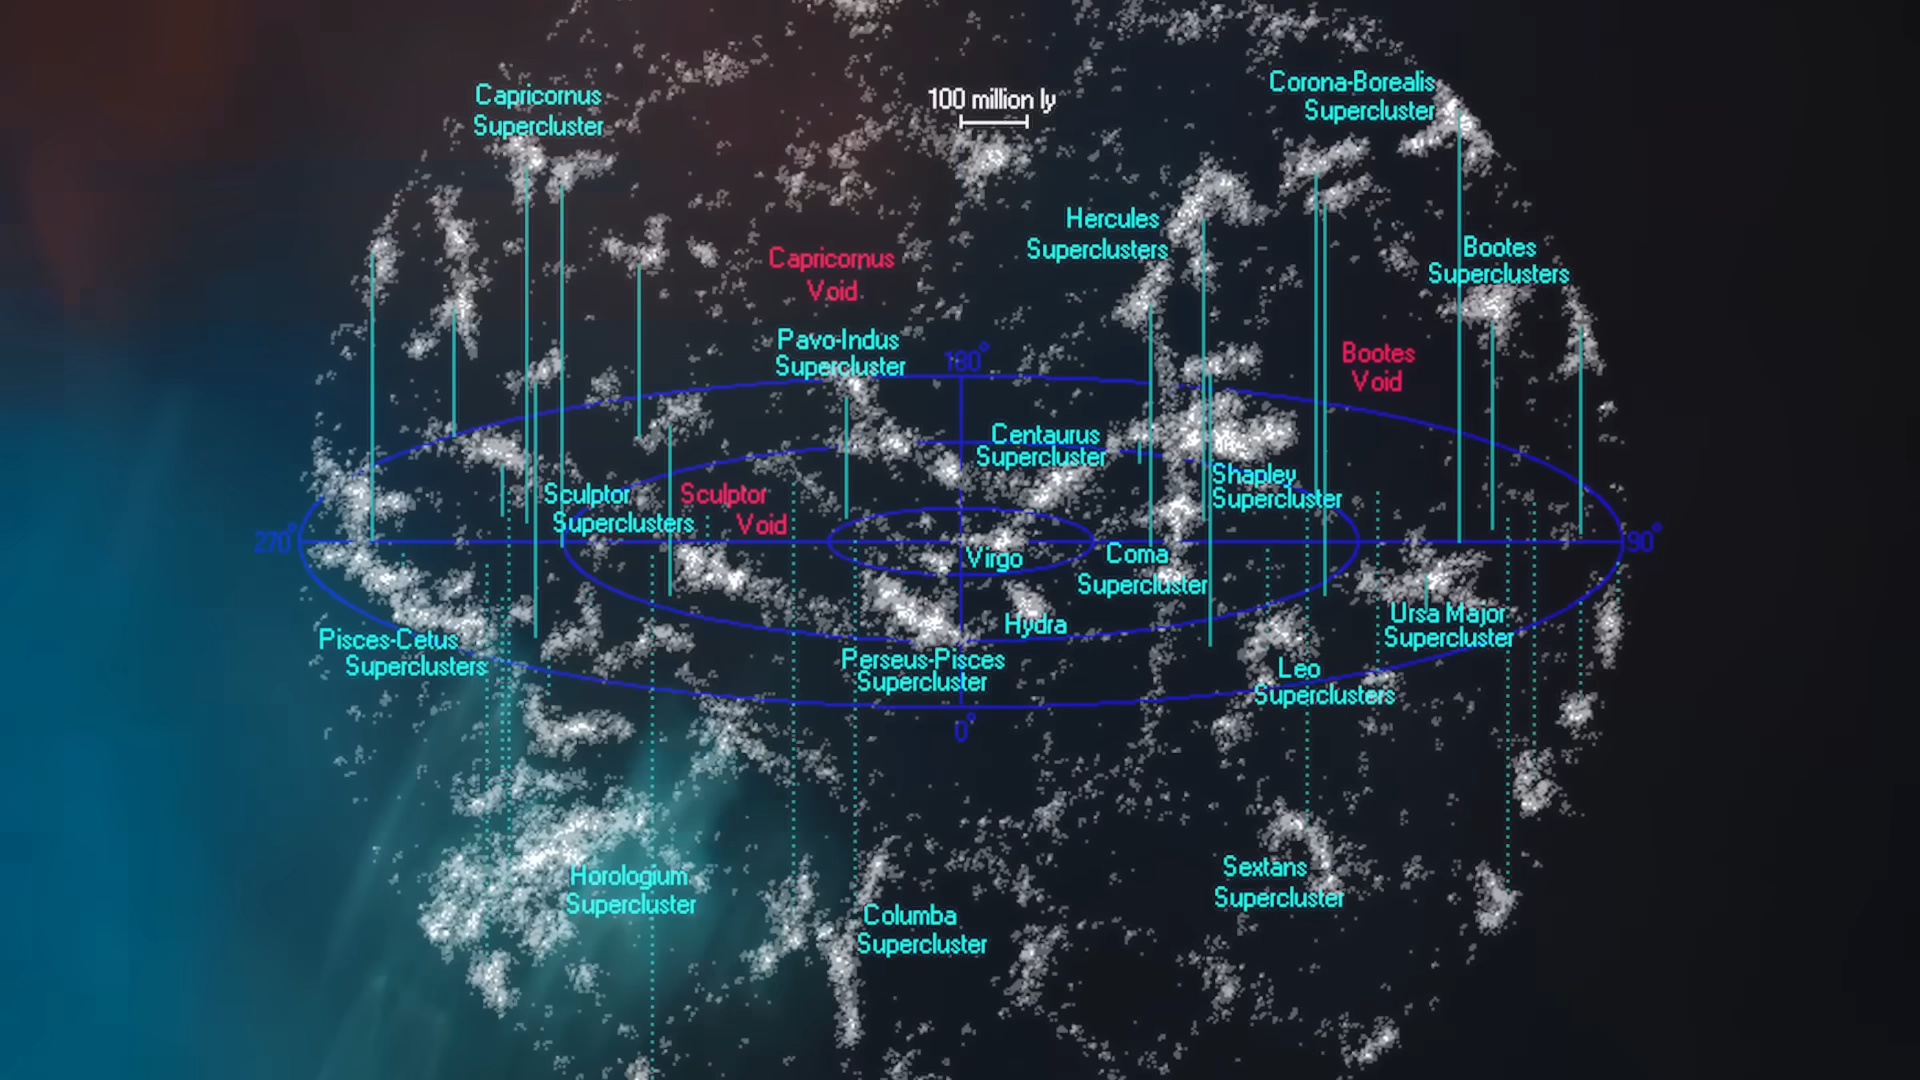 Capricornus
Supercluster
100 million ly
Corona-Borealis
Supercluster
Hercules
Superclusters
Bootes
Superclusters
Capricornus
Void
Pavo-Indus
Supercluster
180°
Bootes
Void
Centaurus
Supercluster
Shapley
Supercluster
Sculptor
Superclusters
Sculptor
Void
270°
90°
Virgo
Coma
Supercluster
Hydra
Ursa Major
Supercluster
Pisces-Cetus
Superclusters
Perseus-Pisces
Supercluster
Leo
Superclusters
0°
Horologium
Supercluster
Columba
Supercluster
Sextans
Supercluster